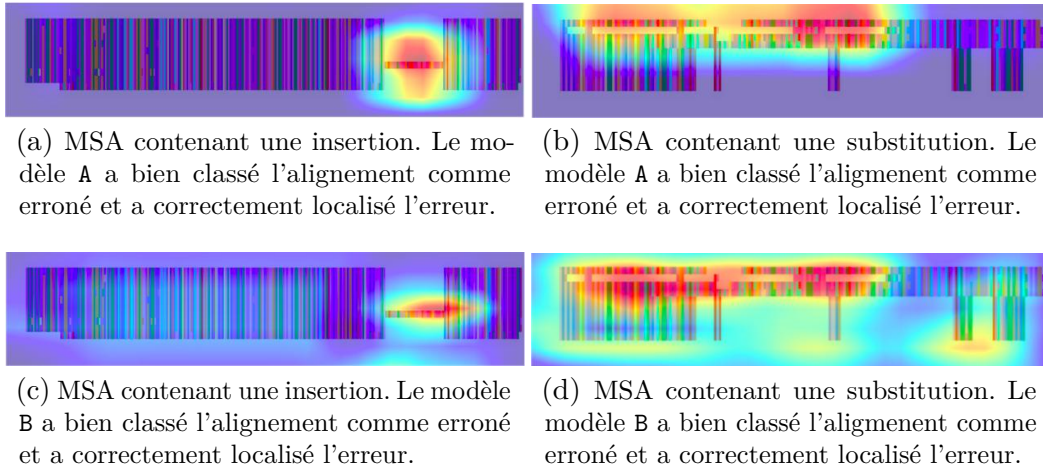 (a) MSA contenant une insertion. Le mo-
dèle A a bien classé l'alignement comme
erroné et a correctement localisé l'erreur.
(b) MSA contenant une substitution. Le
modèle A a bien classé l'aligmenent comme
erroné et a correctement localisé l'erreur.
(c) MSA contenant une insertion. Le modèle
B a bien classé l'alignement comme erroné
et a correctement localisé l'erreur.
(d) MSA contenant une substitution. Le
modèle B a bien classé l'aligmenent comme
erroné et a correctement localisé l'erreur.